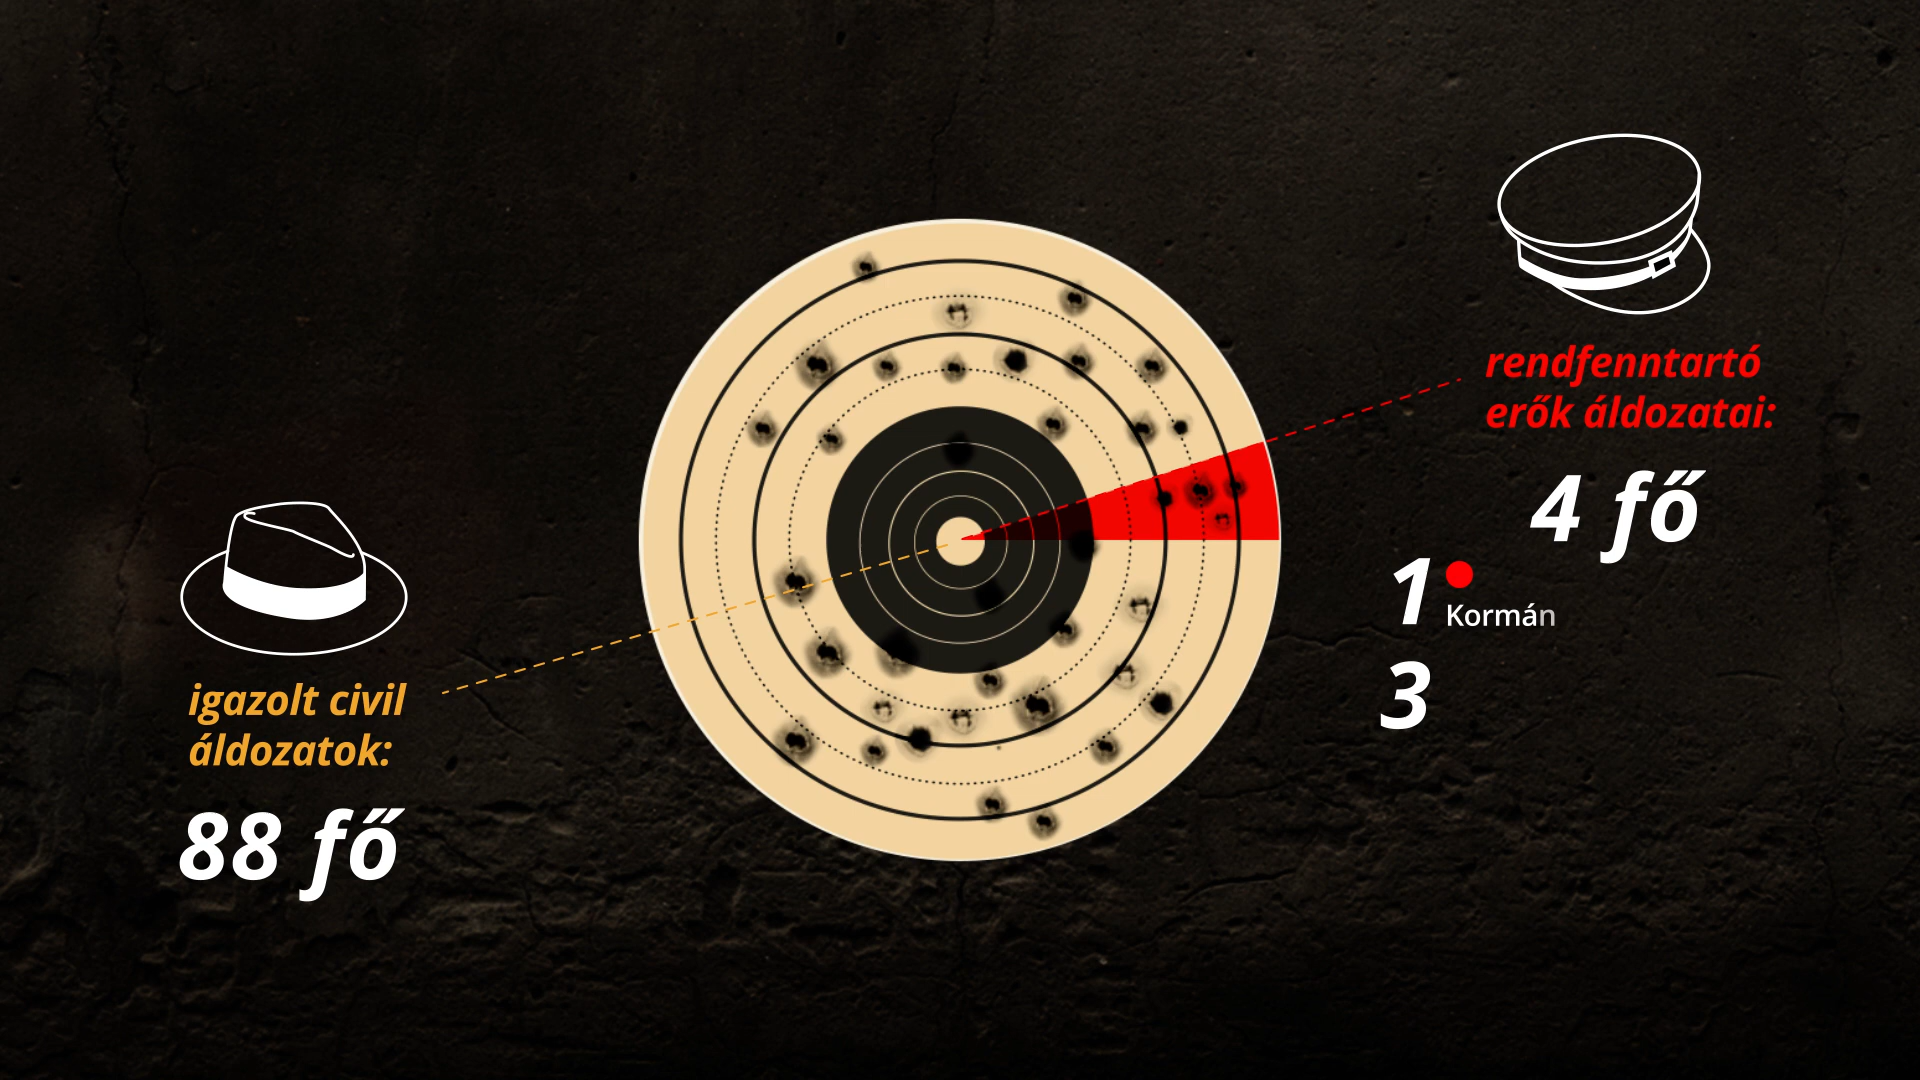 igazolt civil
áldozatok:
88 fő
rendfenntartó
erők áldozatai:
4 fő
1
Kormán
3